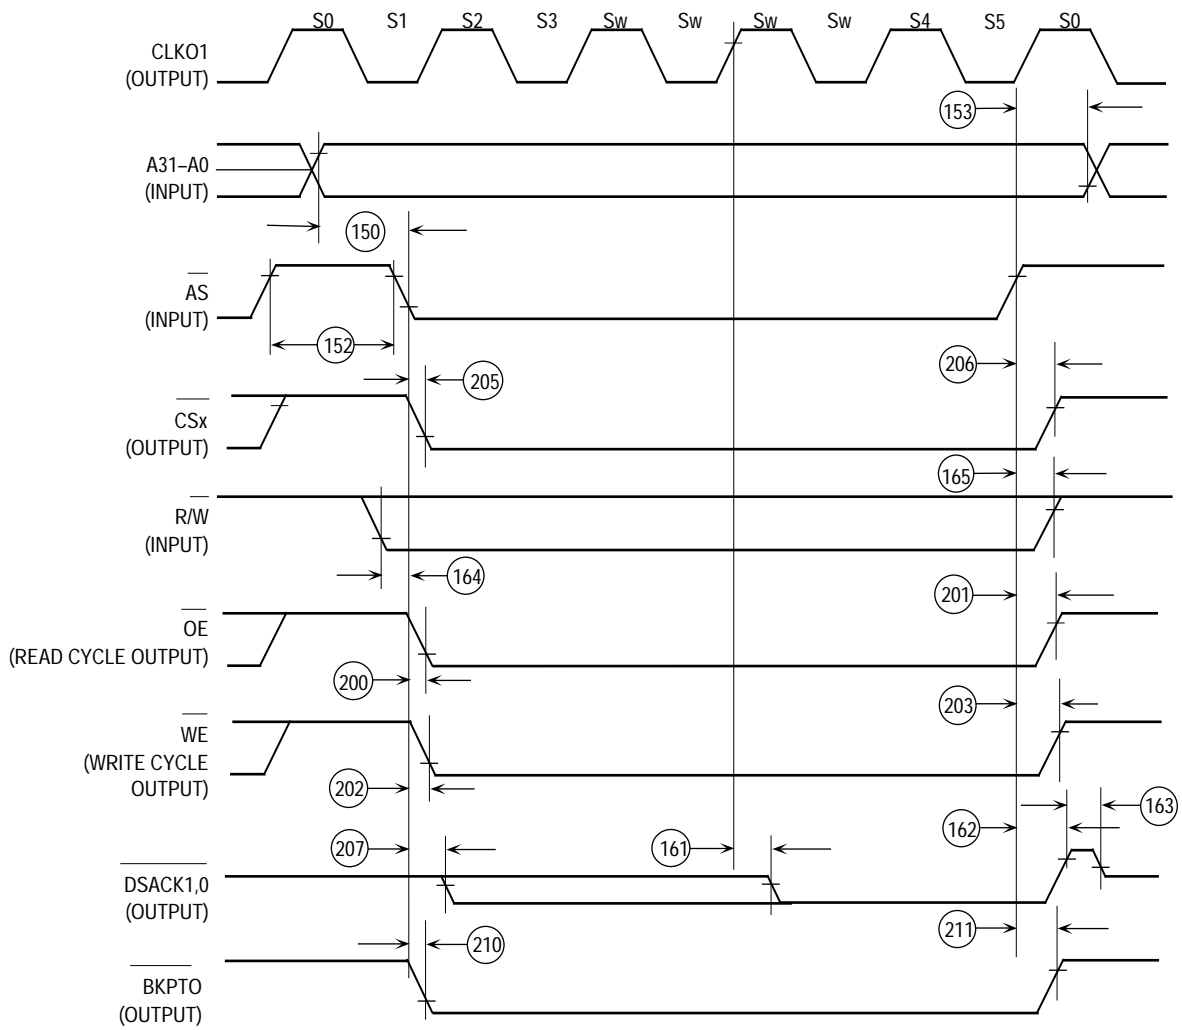 S0 S1 S2 S3 Sw Sw Sw Sw S4 S5 S0
CLKO1
(OUTPUT)
153
A31–A0
(INPUT)
150
AS
(INPUT)
152
206
205
CSx
(OUTPUT)
165
R/W
(INPUT)
164
201
OE
(READ CYCLE OUTPUT)
200
203
WE
(WRITE CYCLE
OUTPUT)
202
163
207 161 162
DSACK1,0
(OUTPUT)
211
210
BKPTO
(OUTPUT)